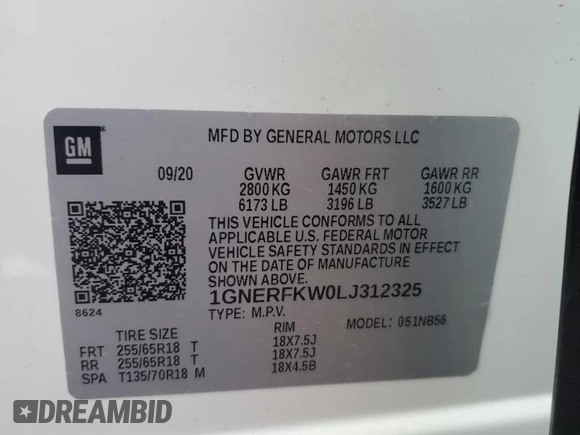 GM
MFD BY GENERAL MOTORS LLC
09/20 GVWR GAWR FRT GAWR RR
2800 KG 1450 KG 1600 KG
6173 LB 3196 LB 3527 LB
THIS VEHICLE CONFORMS TO ALL
APPLICABLE U.S. FEDERAL MOTOR
VEHICLE SAFETY STANDARDS IN EFFECT
ON THE DATE OF MANUFACTURE
SHOWN ABOVE.
8624
1GNERFKW0LJ312325
TYPE: M.P.V.
MODEL: 051NB56
TIRE SIZE RIM
FRT 255/65R18 T 18X7.5J
RR 255/65R18 T 18X7.5J
SPA T135/70R18 M 18X4.5B
DREAMBID